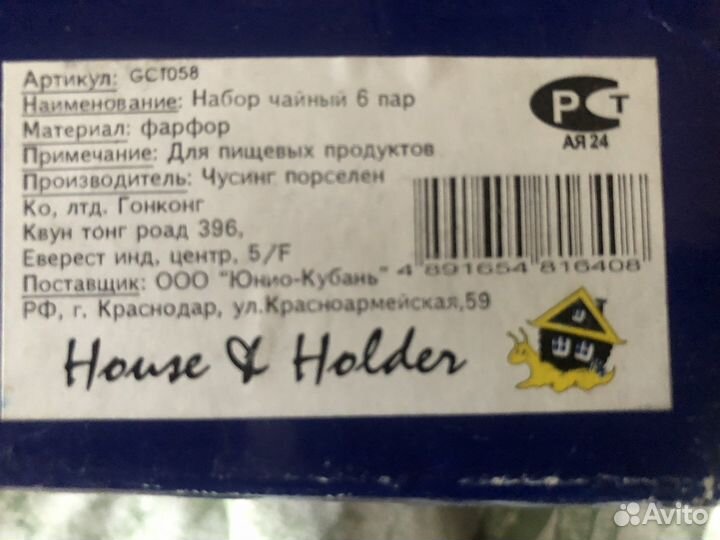 Артикул: GCT058
Наименование: Набор чайный 6 пар
Материал: фарфор
Примечание: Для пищевых продуктов
Производитель: Чусинг порселен
Ко, лтд. Гонконг
Квун тонг роад 396,
Еверест инд, центр, 5/F
Поставщик: ООО "Юнио-Кубань"
РФ, г. Краснодар, ул.Красноармейская,59
РСТ
АЯ 24
4 891654 816408
House & Holder
Avito